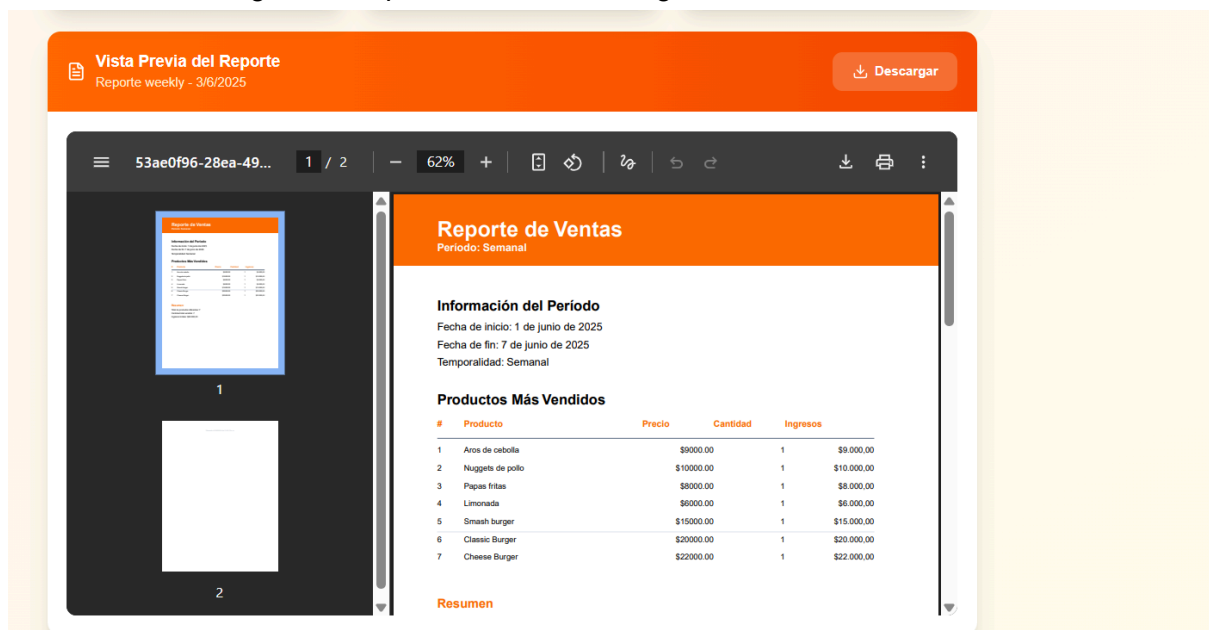 Vista Previa del Reporte
Reporte weekly - 3/6/2025
Descargar
53ae0f96-28ea-49... 1 / 2 62%
Reporte de Ventas
Período: Semanal
Información del Período
Fecha de inicio: 1 de junio de 2025
Fecha de fin: 7 de junio de 2025
Temporalidad: Semanal
Productos Más Vendidos
# Producto Precio Cantidad Ingresos
1 Aros de cebolla $9000.00 1 $9.000,00
2 Nuggets de pollo $10000.00 1 $10.000,00
3 Papas fritas $8000.00 1 $8.000,00
4 Limonada $6000.00 1 $6.000,00
5 Smash burger $15000.00 1 $15.000,00
6 Classic Burger $20000.00 1 $20.000,00
7 Cheese Burger $22000.00 1 $22.000,00
Resumen
1
2